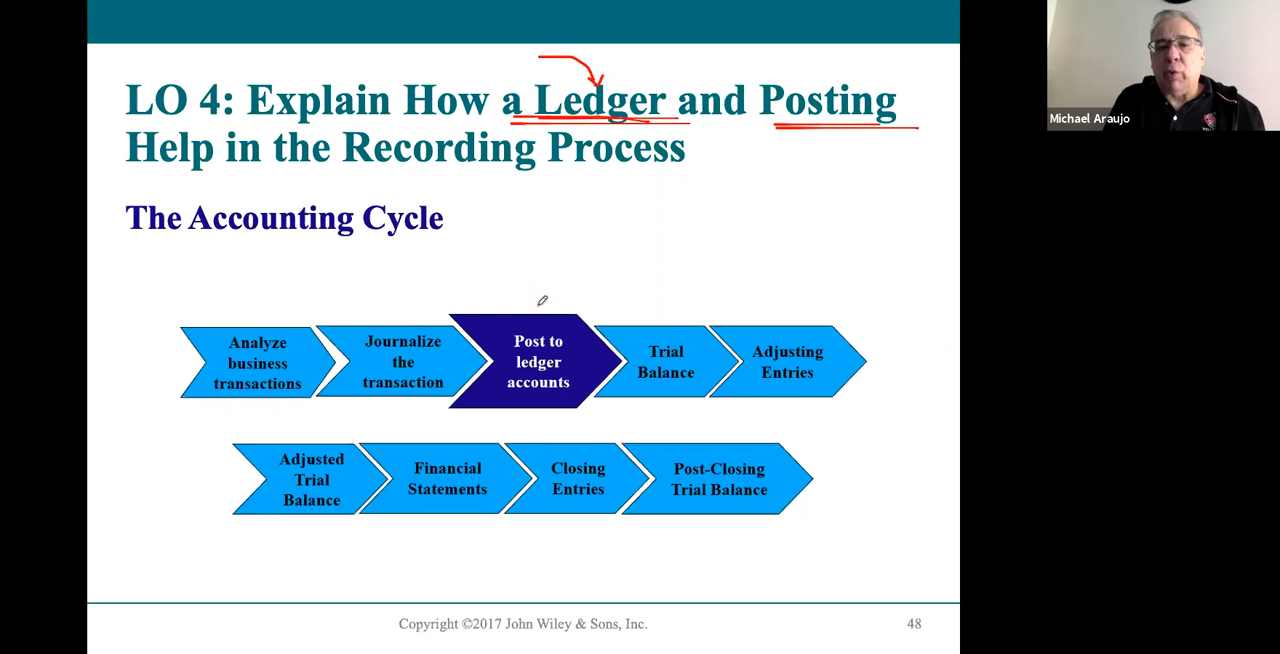 LO 4: Explain How a Ledger and Posting
Help in the Recording Process
The Accounting Cycle
Analyze
business
transactions
Journalize
the
transaction
Post to
ledger
accounts
Trial
Balance
Adjusting
Entries
Adjusted
Trial
Balance
Financial
Statements
Closing
Entries
Post-Closing
Trial Balance
Copyright ©2017 John Wiley & Sons, Inc.
48
Michael Araujo